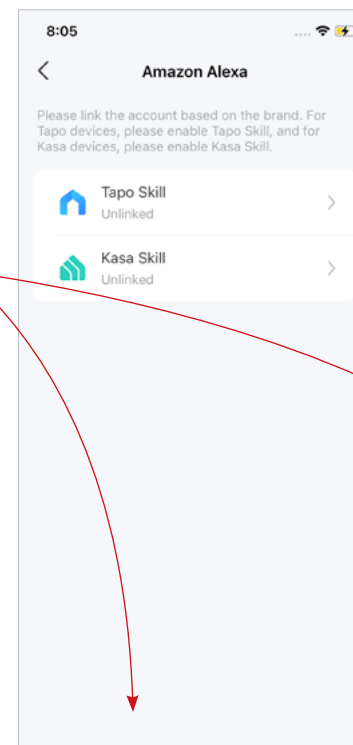 8:05
Amazon Alexa
Please link the account based on the brand. For
Tapo devices, please enable Tapo Skill, and for
Kasa devices, please enable Kasa Skill.
Tapo Skill
Unlinked
Kasa Skill
Unlinked